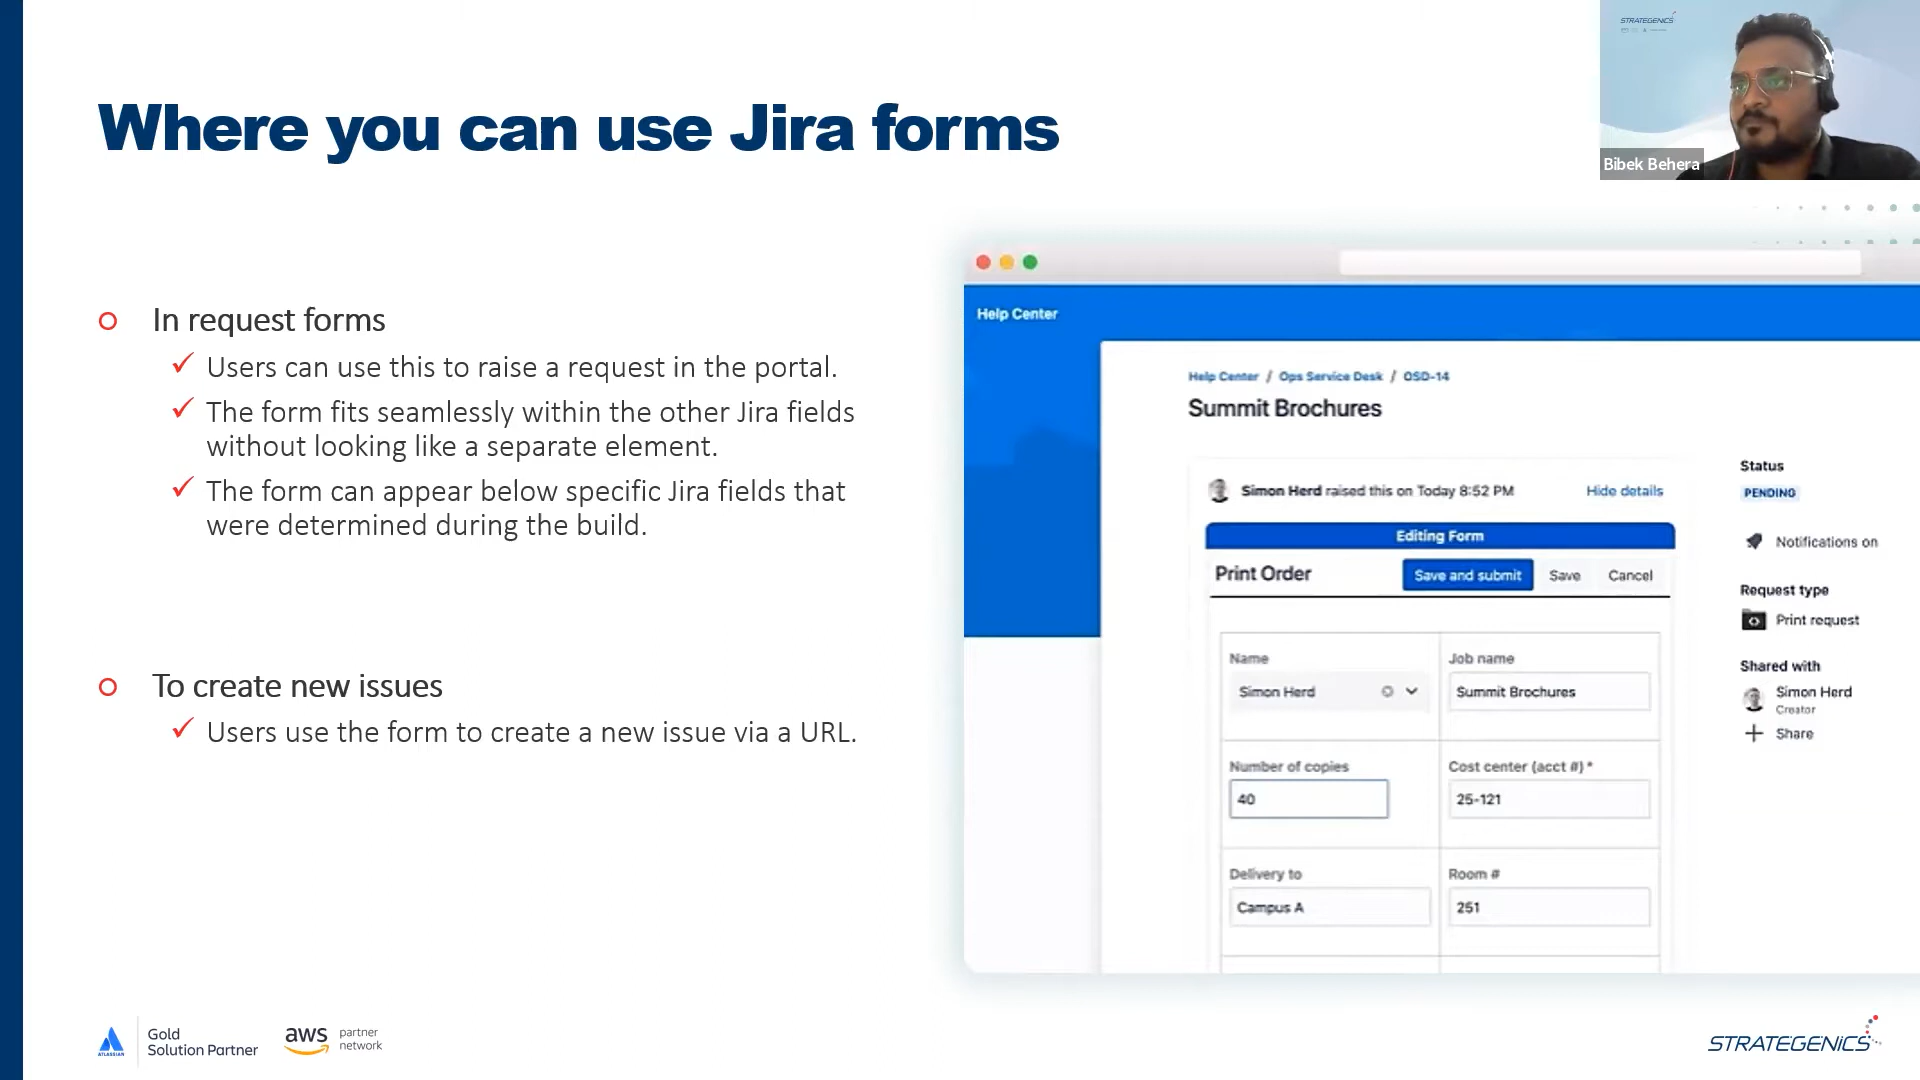 STRATEGENICS
Bibek Behera
Where you can use Jira forms
In request forms
Users can use this to raise a request in the portal.
The form fits seamlessly within the other Jira fields
without looking like a separate element.
The form can appear below specific Jira fields that
were determined during the build.
To create new issues
Users use the form to create a new issue via a URL.
Help Center
Help Center / Ops Service Desk / OSD-14
Summit Brochures
Simon Herd raised this on Today 8:52 PM
Hide details
Editing Form
Print Order
Save and submit
Save
Cancel
Name
Job name
Simon Herd
Summit Brochures
Number of copies
Cost center (acct #) *
40
25-121
Delivery to
Room #
Campus A
251
Status
PENDING
Notifications on
Request type
Print request
Shared with
Simon Herd
Creator
Share
ATLASSIAN
Gold
Solution Partner
aws
partner
network
STRATEGENICS